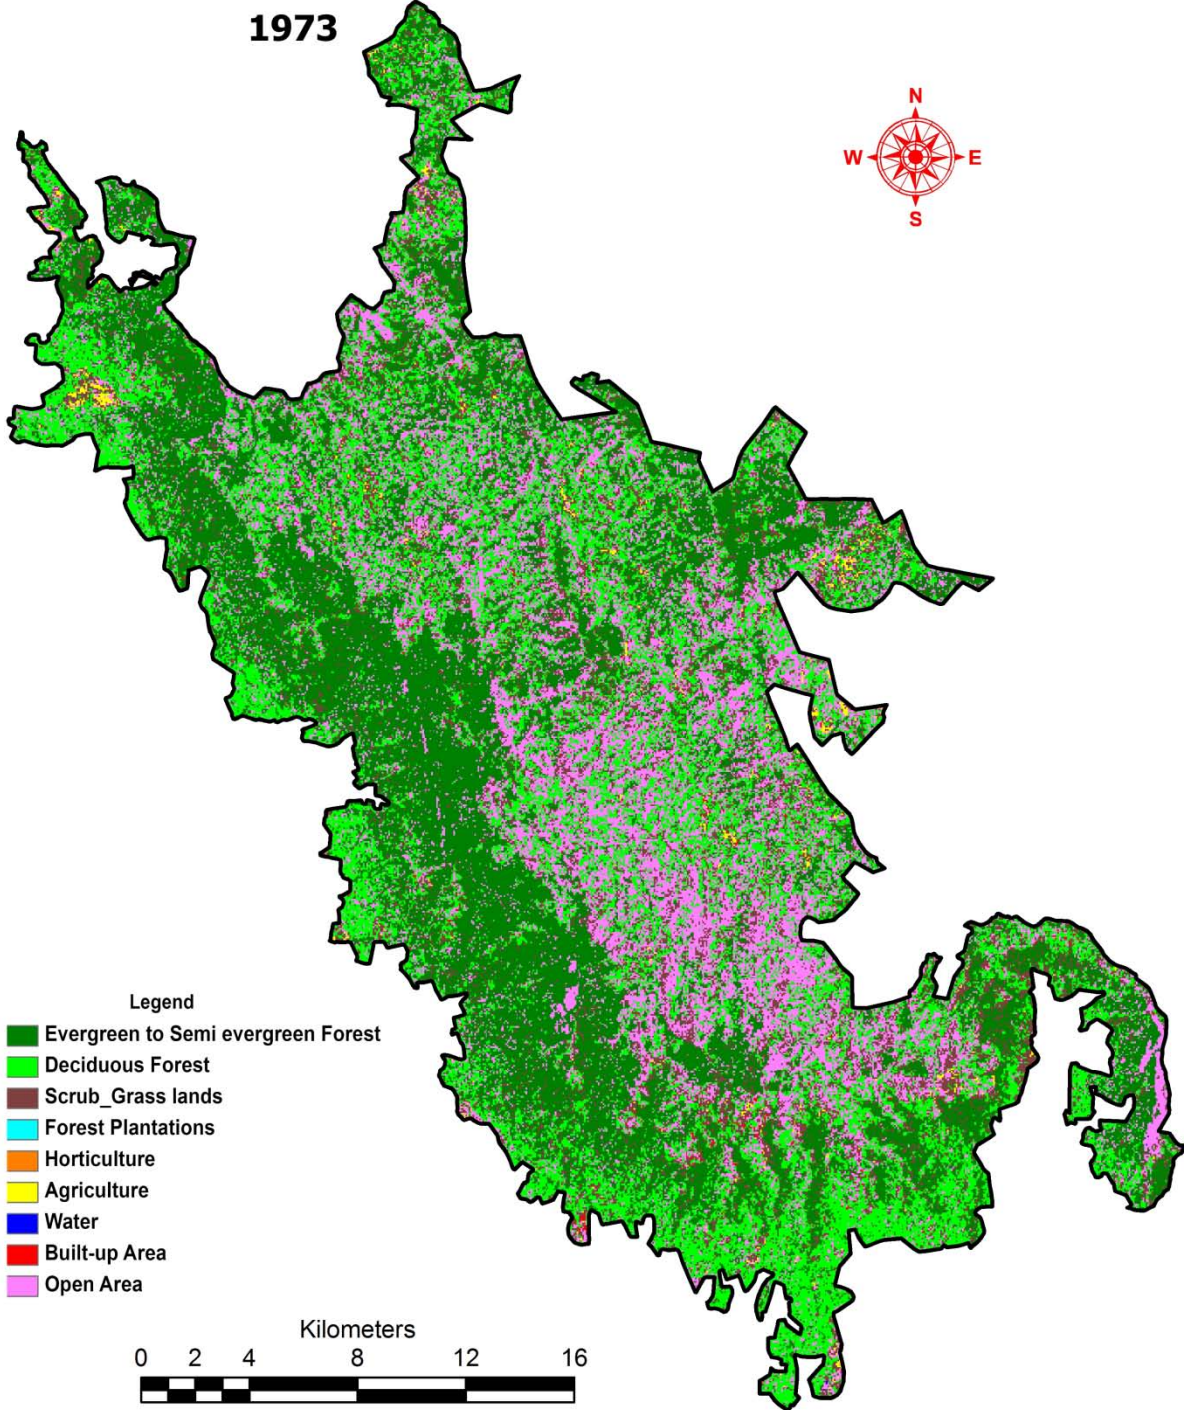 1973
N
W E
S
Legend
Evergreen to Semi evergreen Forest
Deciduous Forest
Scrub_Grass lands
Forest Plantations
Horticulture
Agriculture
Water
Built-up Area
Open Area
Kilometers
0 2 4 8 12 16